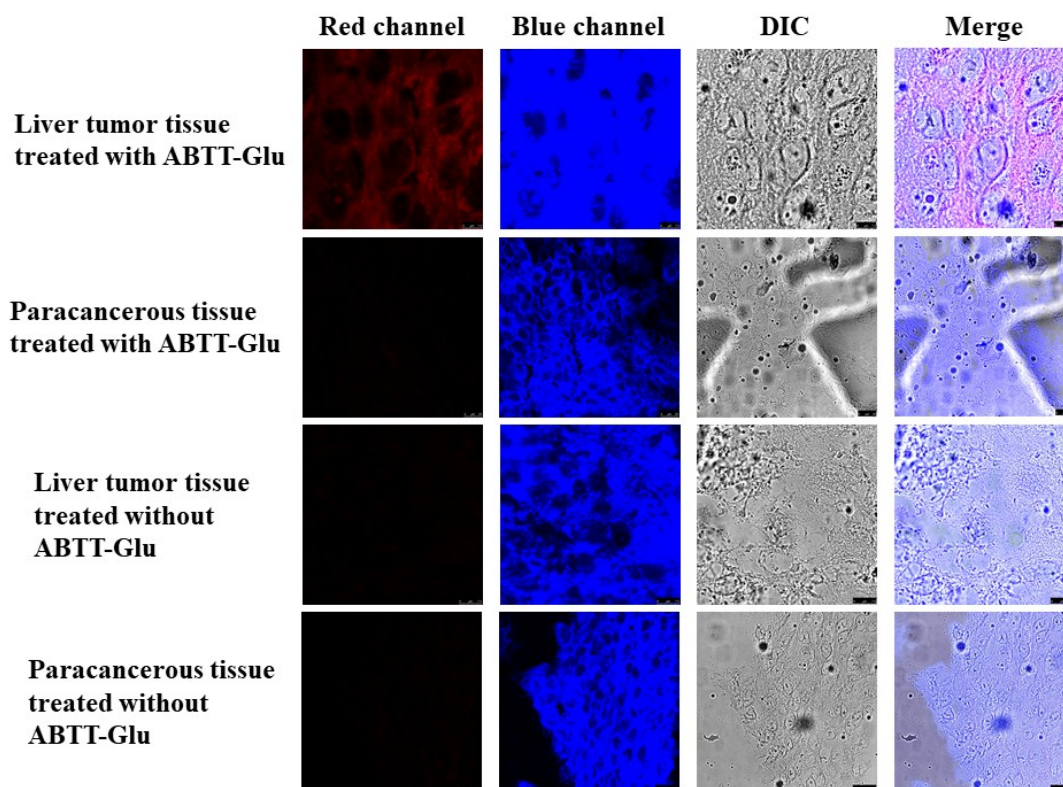 Red channel
Blue channel
DIC
Merge
Liver tumor tissue
treated with ABTT-Glu
Paracancerous tissue
treated with ABTT-Glu
Liver tumor tissue
treated without
ABTT-Glu
Paracancerous tissue
treated without
ABTT-Glu